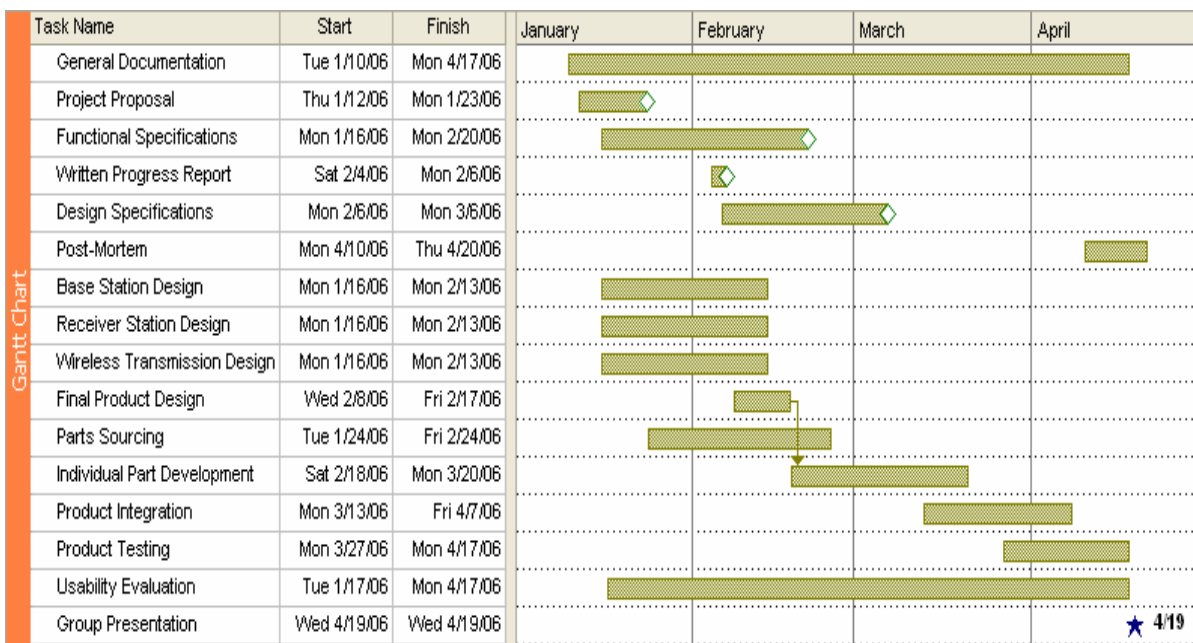 Task Name Start Finish January February March April
General Documentation Tue 1/10/06 Mon 4/17/06
Project Proposal Thu 1/12/06 Mon 1/23/06
Functional Specifications Mon 1/16/06 Mon 2/20/06
Written Progress Report Sat 2/4/06 Mon 2/6/06
Design Specifications Mon 2/6/06 Mon 3/6/06
Post-Mortem Mon 4/10/06 Thu 4/20/06
Base Station Design Mon 1/16/06 Mon 2/13/06
Receiver Station Design Mon 1/16/06 Mon 2/13/06
Wireless Transmission Design Mon 1/16/06 Mon 2/13/06
Final Product Design Wed 2/8/06 Fri 2/17/06
Parts Sourcing Tue 1/24/06 Fri 2/24/06
Individual Part Development Sat 2/18/06 Mon 3/20/06
Product Integration Mon 3/13/06 Fri 4/7/06
Product Testing Mon 3/27/06 Mon 4/17/06
Usability Evaluation Tue 1/17/06 Mon 4/17/06
Group Presentation Wed 4/19/06 Wed 4/19/06 4/19
Gantt Chart